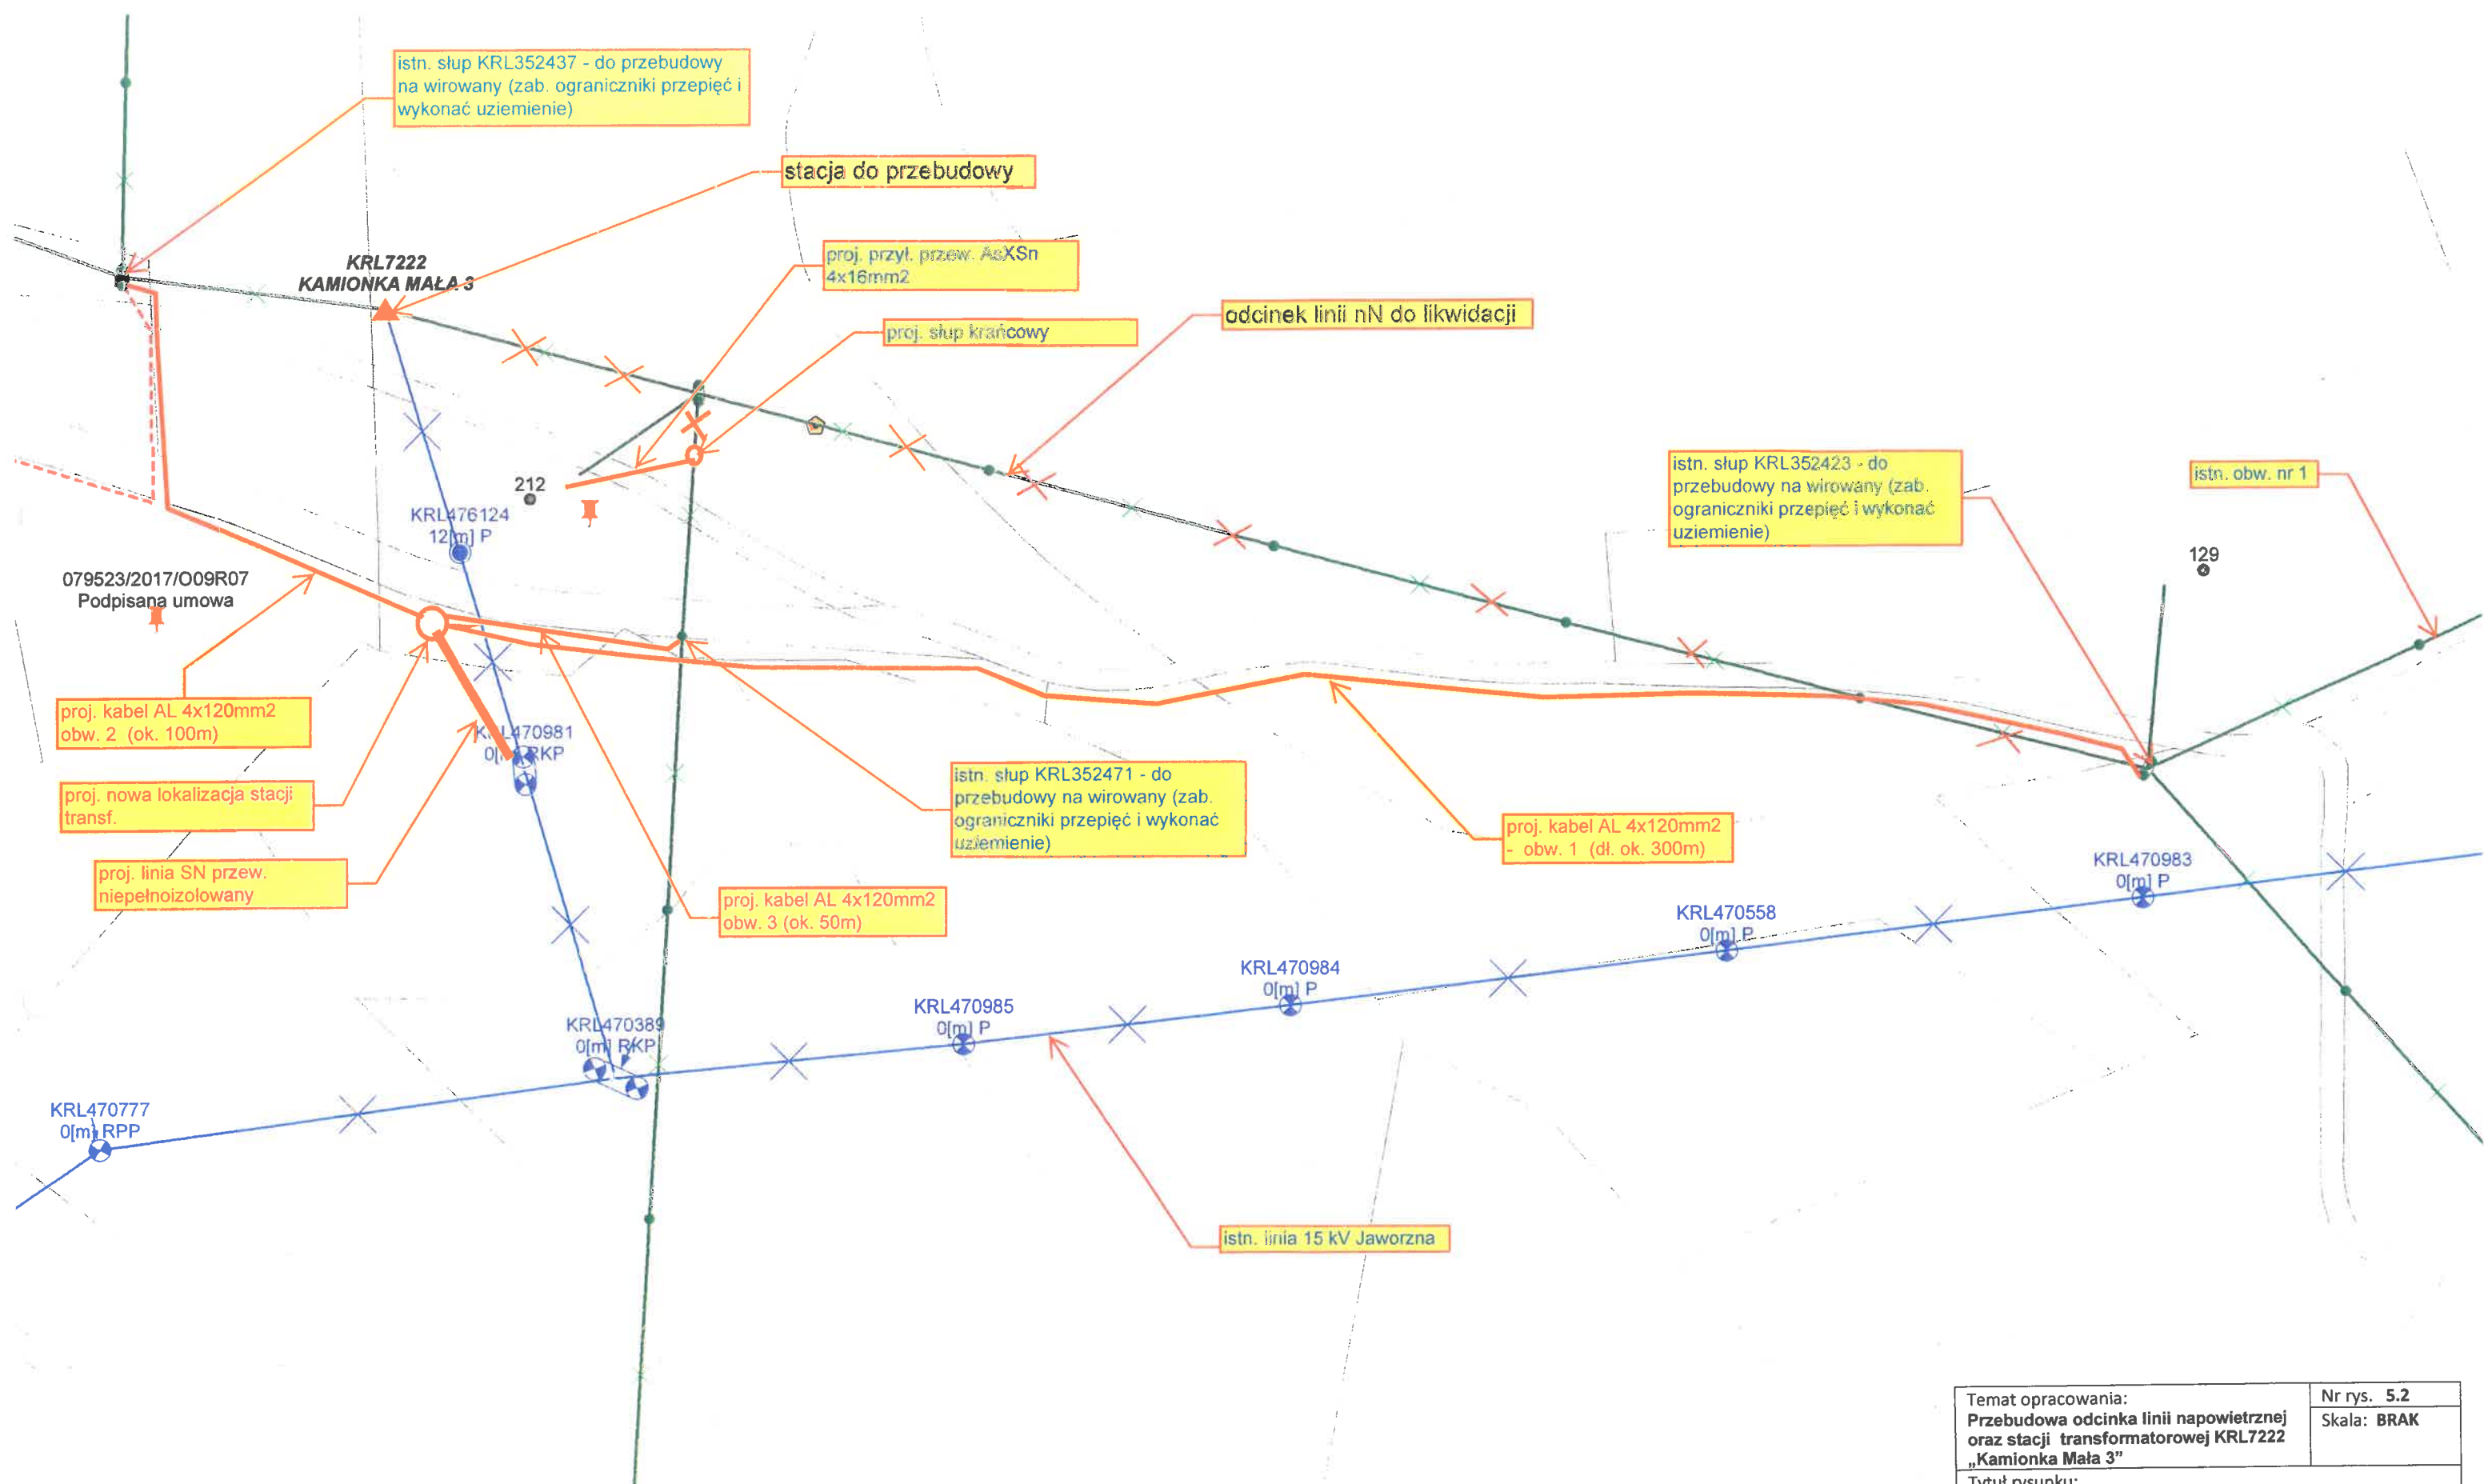 istn. słup KRL352437 - do przebudowy
na wirowany (zab. ograniczniki przepięć i
wykonać uziemienie)
stacja do przebudowy
KRL7222
KAMIONKA MAŁA 3
proj. przył. przew. AsXSn
4x16mm2
proj. słup krańcowy
odcinek linii nN do likwidacji
istn. słup KRL352423 - do
przebudowy na wirowany (zab.
ograniczniki przepięć i wykonać
uziemienie)
istn. obw. nr 1
212
KRL476124
12[m] P
129
079523/2017/O09R07
Podpisana umowa
proj. kabel AL 4x120mm2
obw. 2 (ok. 100m)
KRL470981
0[m] RKP
proj. nowa lokalizacja stacji
transf.
istn. słup KRL352471 - do
przebudowy na wirowany (zab.
ograniczniki przepięć i wykonać
uziemienie)
proj. kabel AL 4x120mm2
- obw. 1 (dł. ok. 300m)
proj. linia SN przew.
niepełnoizolowany
proj. kabel AL 4x120mm2
obw. 3 (ok. 50m)
KRL470983
0[m] P
KRL470558
0[m] P
KRL470984
0[m] P
KRL470985
0[m] P
KRL470389
0[m] RKP
KRL470777
0[m] RPP
istn. linia 15 kV Jaworzna
Temat opracowania:
Przebudowa odcinka linii napowietrznej
oraz stacji transformatorowej KRL7222
„Kamionka Mała 3”
Nr rys. 5.2
Skala: BRAK
Tytuł rysunku: